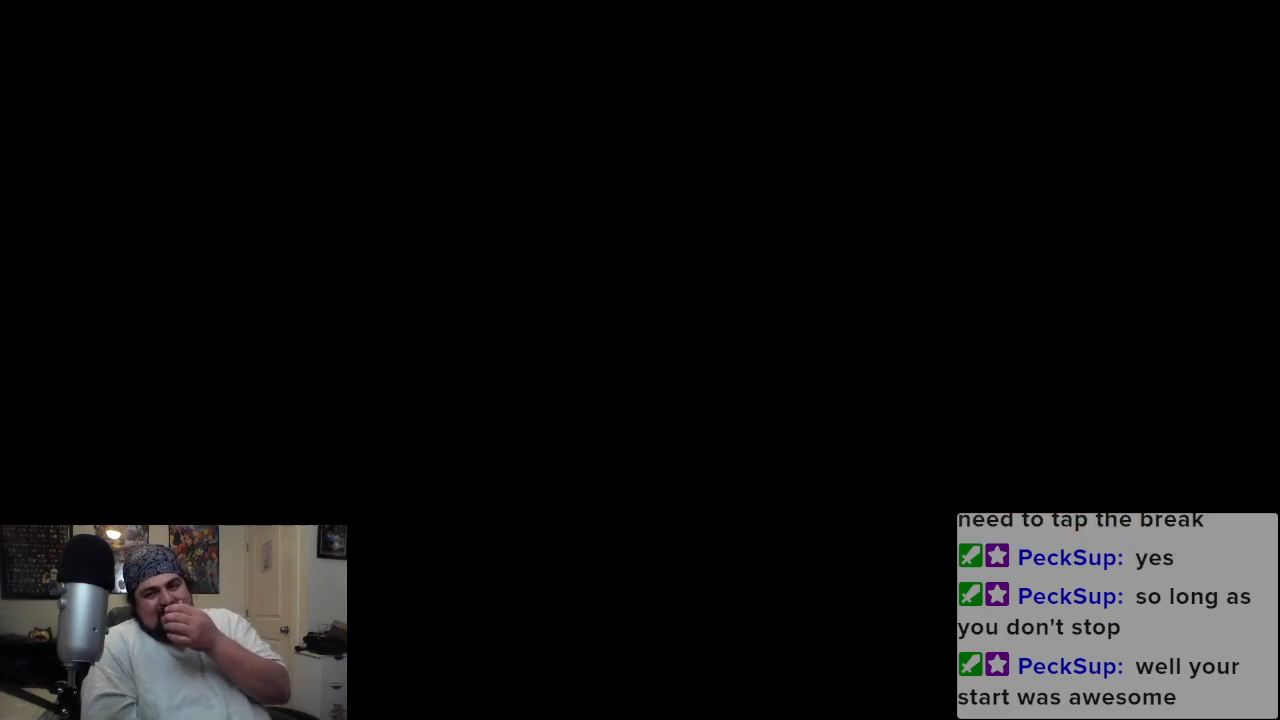 need to tap the break
PeckSup: yes
PeckSup: so long as
you don't stop
PeckSup: well your
start was awesome